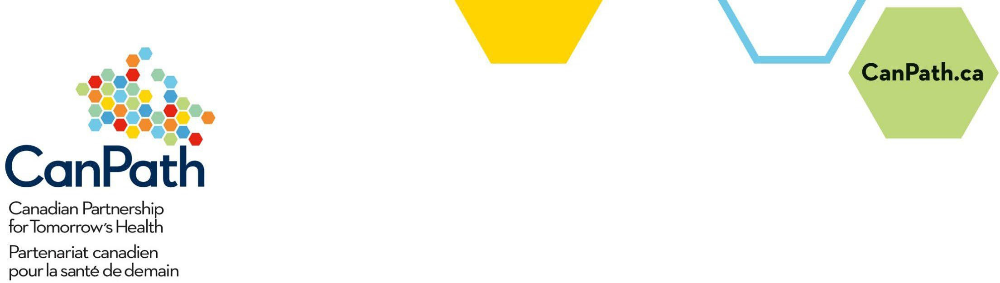 CanPath.ca
CanPath
Canadian Partnership
for Tomorrow's Health
Partenariat canadien
pour la santé de demain